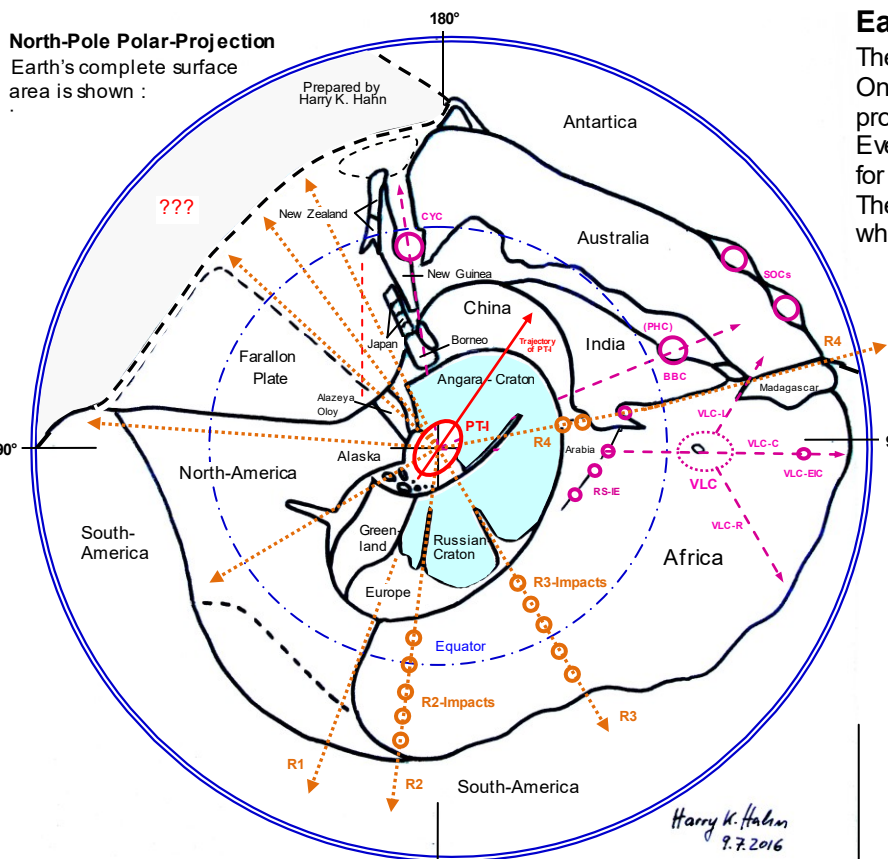 180°
North-Pole Polar-Projection
Earth's complete surface
area is shown :
Prepared by
Harry K. Hahn
Ea
The
On
pro
Eve
for
The
wh
Antartica
???
New Zealand
CYC
Australia
SOCs
New Guinea
China
(PHC)
R4
Japan
Borneo
Trajectory
of PT-I
India
BBC
Farallon
Plate
Angara - Craton
Madagascar
Alazeya
Oloy
PT-I
R4
VLC-L
90°
9
Alaska
Arabia
VLC-C
North-America
RS-IE
VLC
VLC-EIC
South-
America
Green-
land
Russian
Craton
VLC-R
Africa
R3-Impacts
Europe
Equator
R2-Impacts
R3
R1
R2
South-America
Harry K. Hahn
9.7.2016